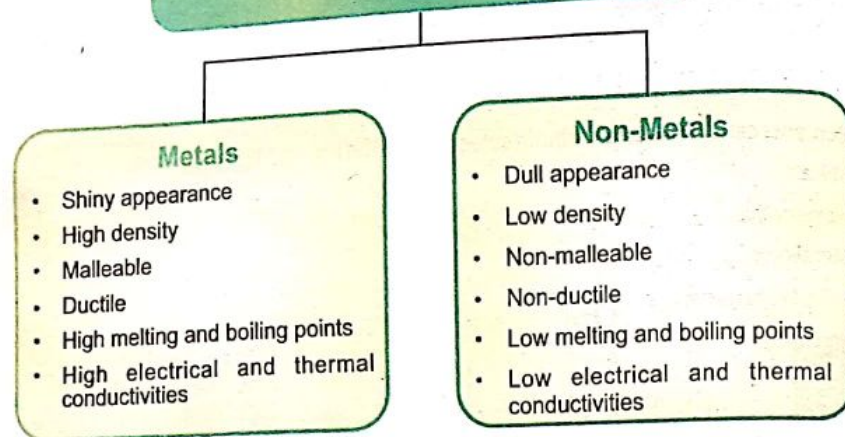 Metals
• Shiny appearance
• High density
• Malleable
• Ductile
• High melting and boiling points
• High electrical and thermal
conductivities
Non-Metals
• Dull appearance
• Low density
• Non-malleable
• Non-ductile
• Low melting and boiling points
• Low electrical and thermal
conductivities